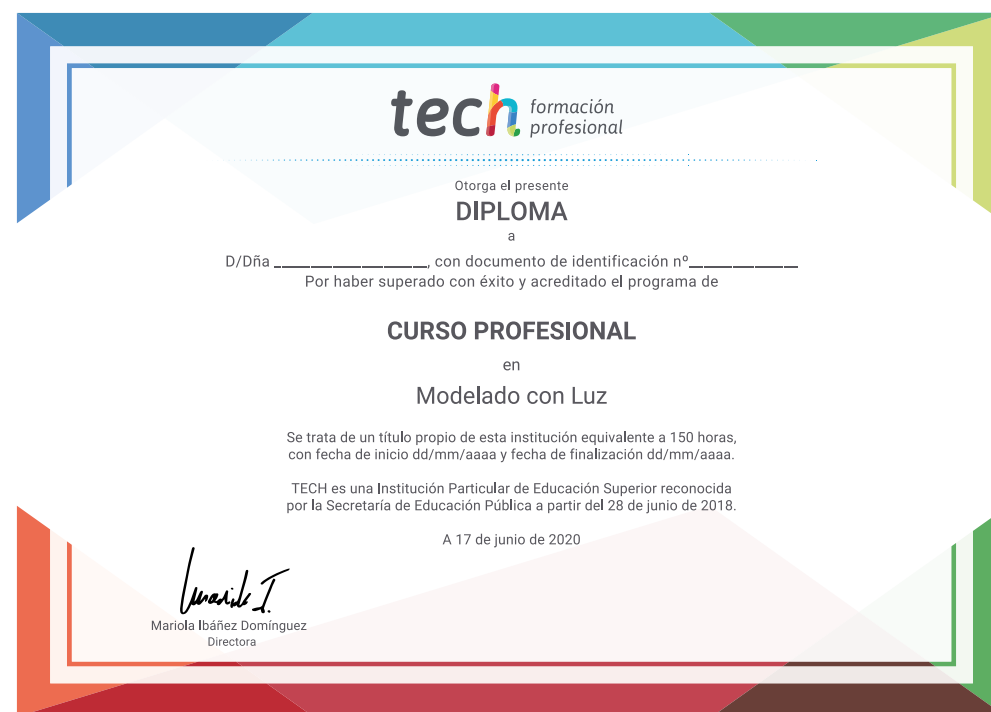 tech formación
profesional
Otorga el presente
DIPLOMA
a
D/Dña ____________________, con documento de identificación nº______________
Por haber superado con éxito y acreditado el programa de
CURSO PROFESIONAL
en
Modelado con Luz
Se trata de un título propio de esta institución equivalente a 150 horas,
con fecha de inicio dd/mm/aaaa y fecha de finalización dd/mm/aaaa.
TECH es una Institución Particular de Educación Superior reconocida
por la Secretaría de Educación Pública a partir del 28 de junio de 2018.
A 17 de junio de 2020
Mariola Ibáñez Domínguez
Directora